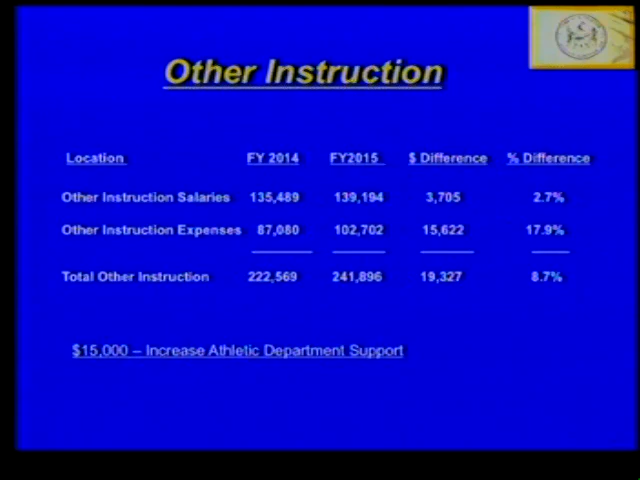 Other Instruction
Location FY 2014 FY2015 $ Difference % Difference
Other Instruction Salaries 135,489 139,194 3,705 2.7%
Other Instruction Expenses 87,080 102,702 15,622 17.9%
Total Other Instruction 222,569 241,896 19,327 8.7%
$15,000 – Increase Athletic Department Support